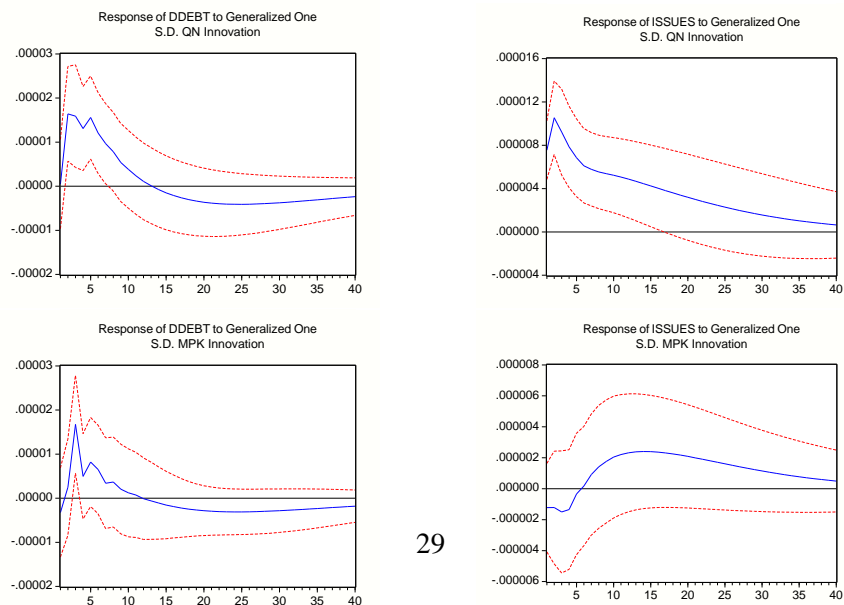 Response of DDEBT to Generalized One
S.D. QN Innovation
.00003
.00002
.00001
.00000
-.00001
-.00002
5 10 15 20 25 30 35 40
Response of ISSUES to Generalized One
S.D. QN Innovation
.000016
.000012
.000008
.000004
.000000
-.000004
5 10 15 20 25 30 35 40
Response of DDEBT to Generalized One
S.D. MPK Innovation
.00003
.00002
.00001
.00000
-.00001
-.00002
5 10 15 20 25 30 35 40
Response of ISSUES to Generalized One
S.D. MPK Innovation
.000008
.000006
.000004
.000002
.000000
-.000002
-.000004
-.000006
5 10 15 20 25 30 35 40
29